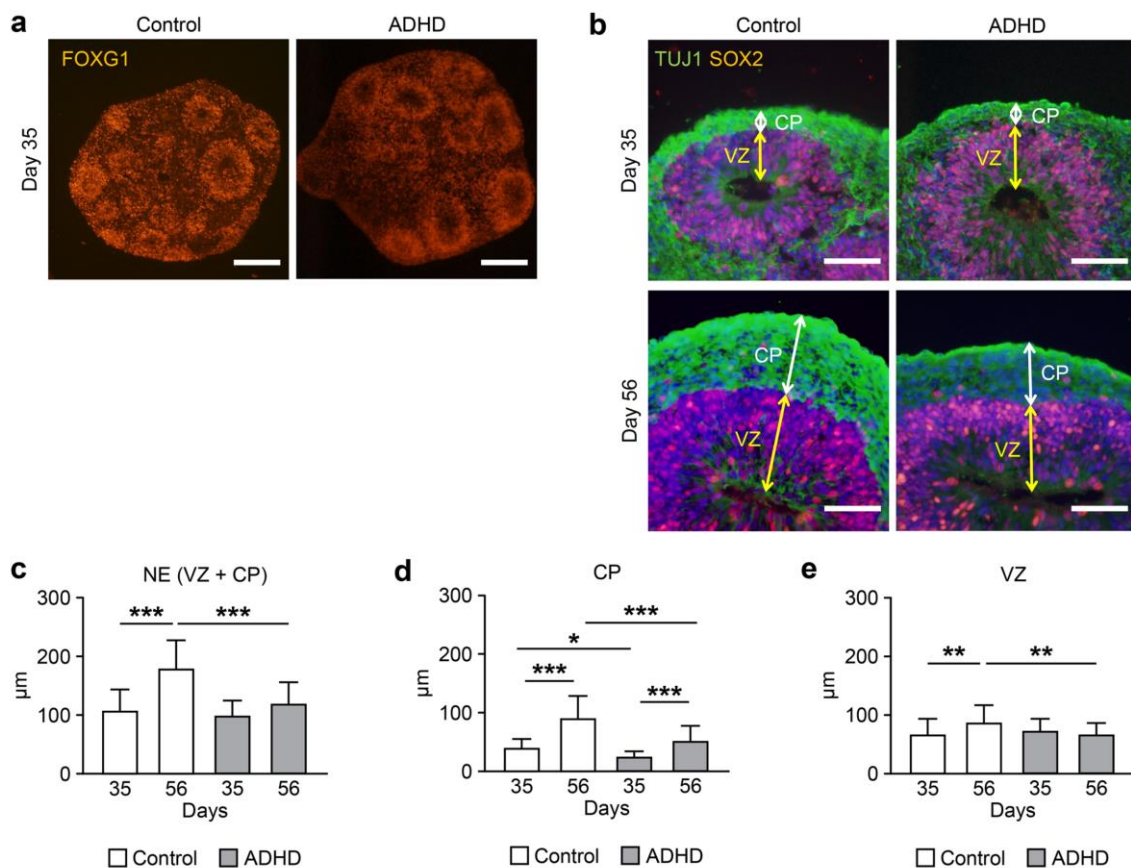 a
Control
ADHD
FOXG1
Day 35
b
Control
ADHD
TUJ1 SOX2
Day 35
CP
VZ
CP
VZ
Day 56
CP
VZ
CP
VZ
c
NE (VZ + CP)
300
200
100
0
µm
*** ***
35 56 35 56
Days
Control ADHD
d
CP
300
200
100
0
µm
***
*
*** ***
35 56 35 56
Days
Control ADHD
e
VZ
300
200
100
0
µm
** **
35 56 35 56
Days
Control ADHD